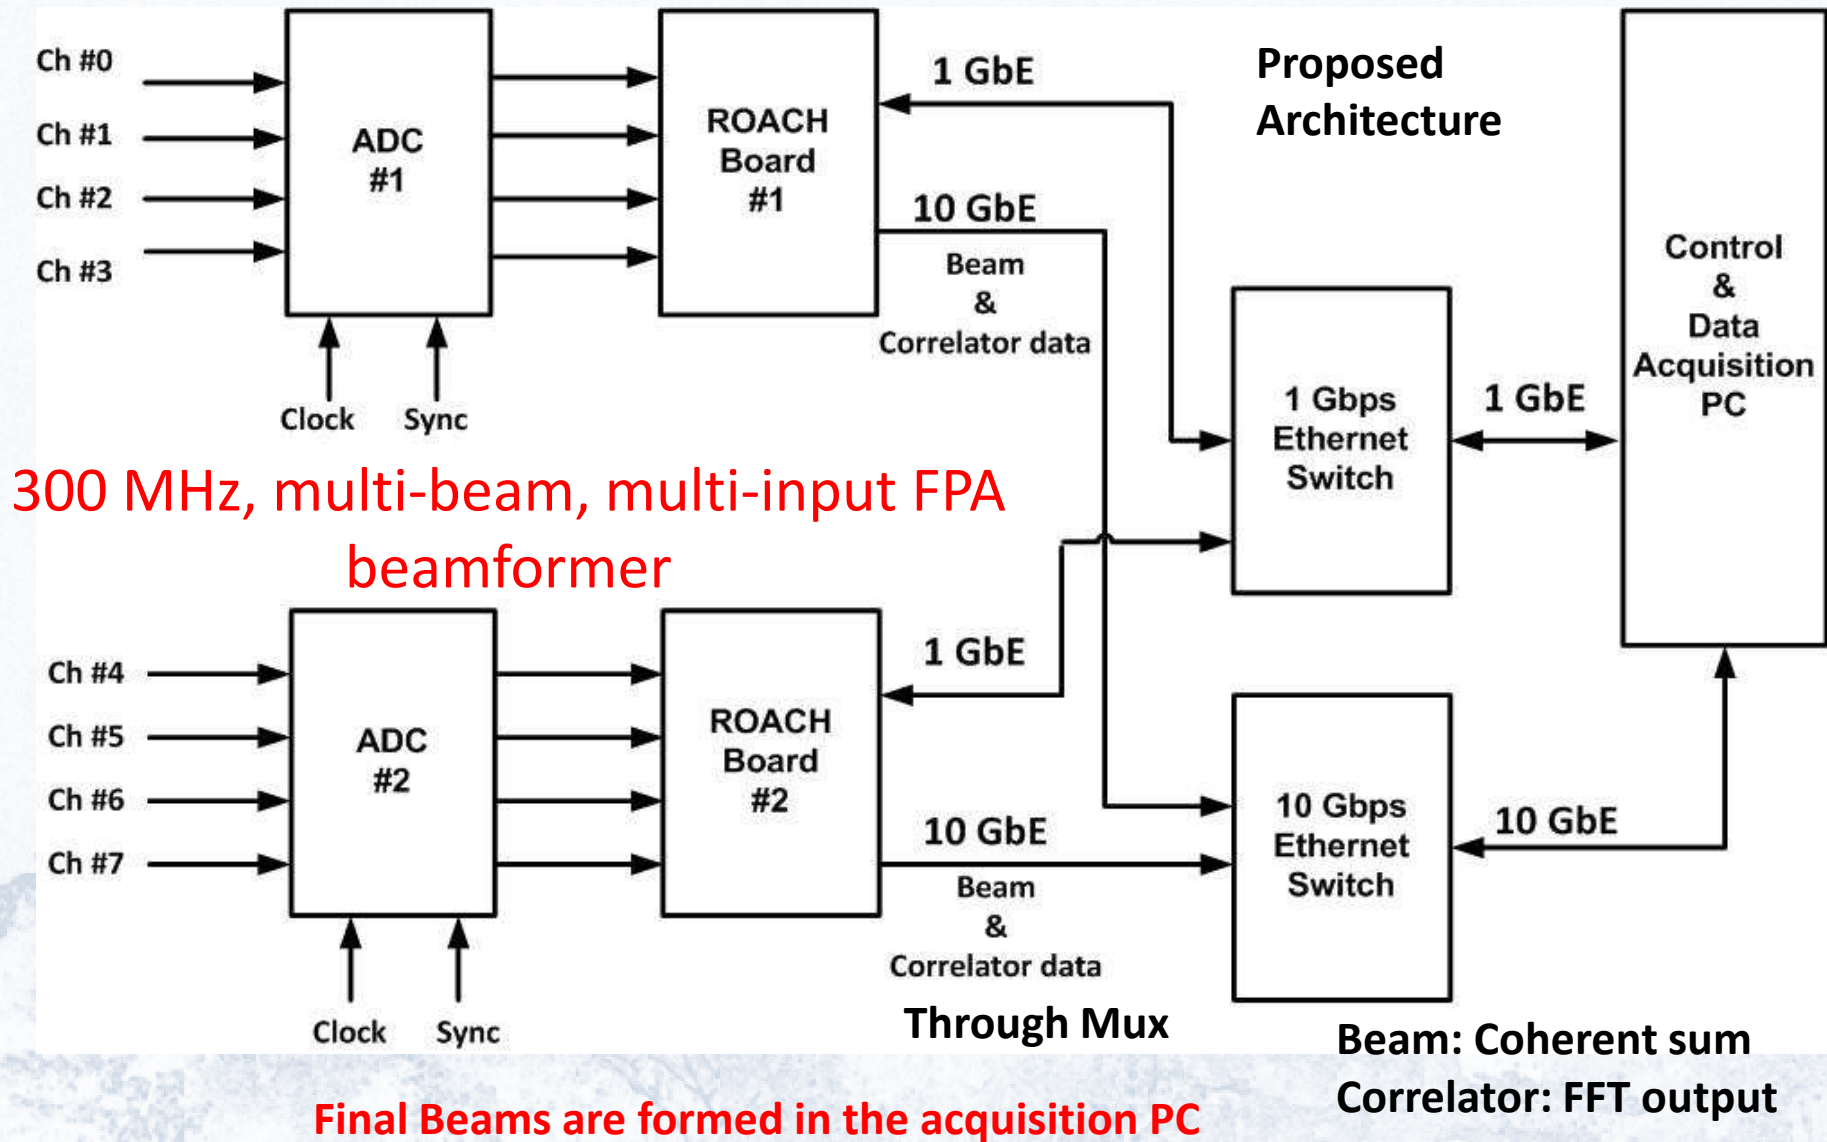 Ch #0
Ch #1
Ch #2
Ch #3
ADC
#1
Clock
Sync
ROACH
Board
#1
1 GbE
10 GbE
Beam
&
Correlator data
Proposed
Architecture
1 Gbps
Ethernet
Switch
1 GbE
Control
&
Data
Acquisition
PC
300 MHz, multi-beam, multi-input FPA
beamformer
Ch #4
Ch #5
Ch #6
Ch #7
ADC
#2
Clock
Sync
ROACH
Board
#2
1 GbE
10 GbE
Beam
&
Correlator data
Through Mux
10 Gbps
Ethernet
Switch
10 GbE
Beam: Coherent sum
Correlator: FFT output
Final Beams are formed in the acquisition PC